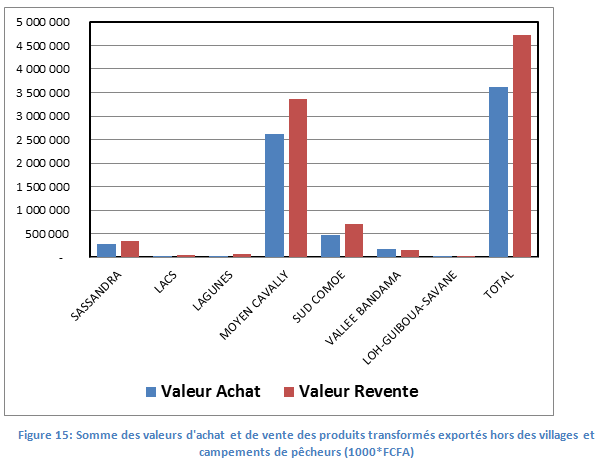 5 000 000
4 500 000
4 000 000
3 500 000
3 000 000
2 500 000
2 000 000
1 500 000
1 000 000
500 000
-
SASSANDRA
LACS
LAGUNES
MOYEN CAVALLY
SUD COMOE
VALLEE BANDAMA
LOH-GUIBOUA-SAVANE
TOTAL
Valeur Achat Valeur Revente
Figure 15: Somme des valeurs d'achat et de vente des produits transformés exportés hors des villages et
campements de pêcheurs (1000*FCFA)